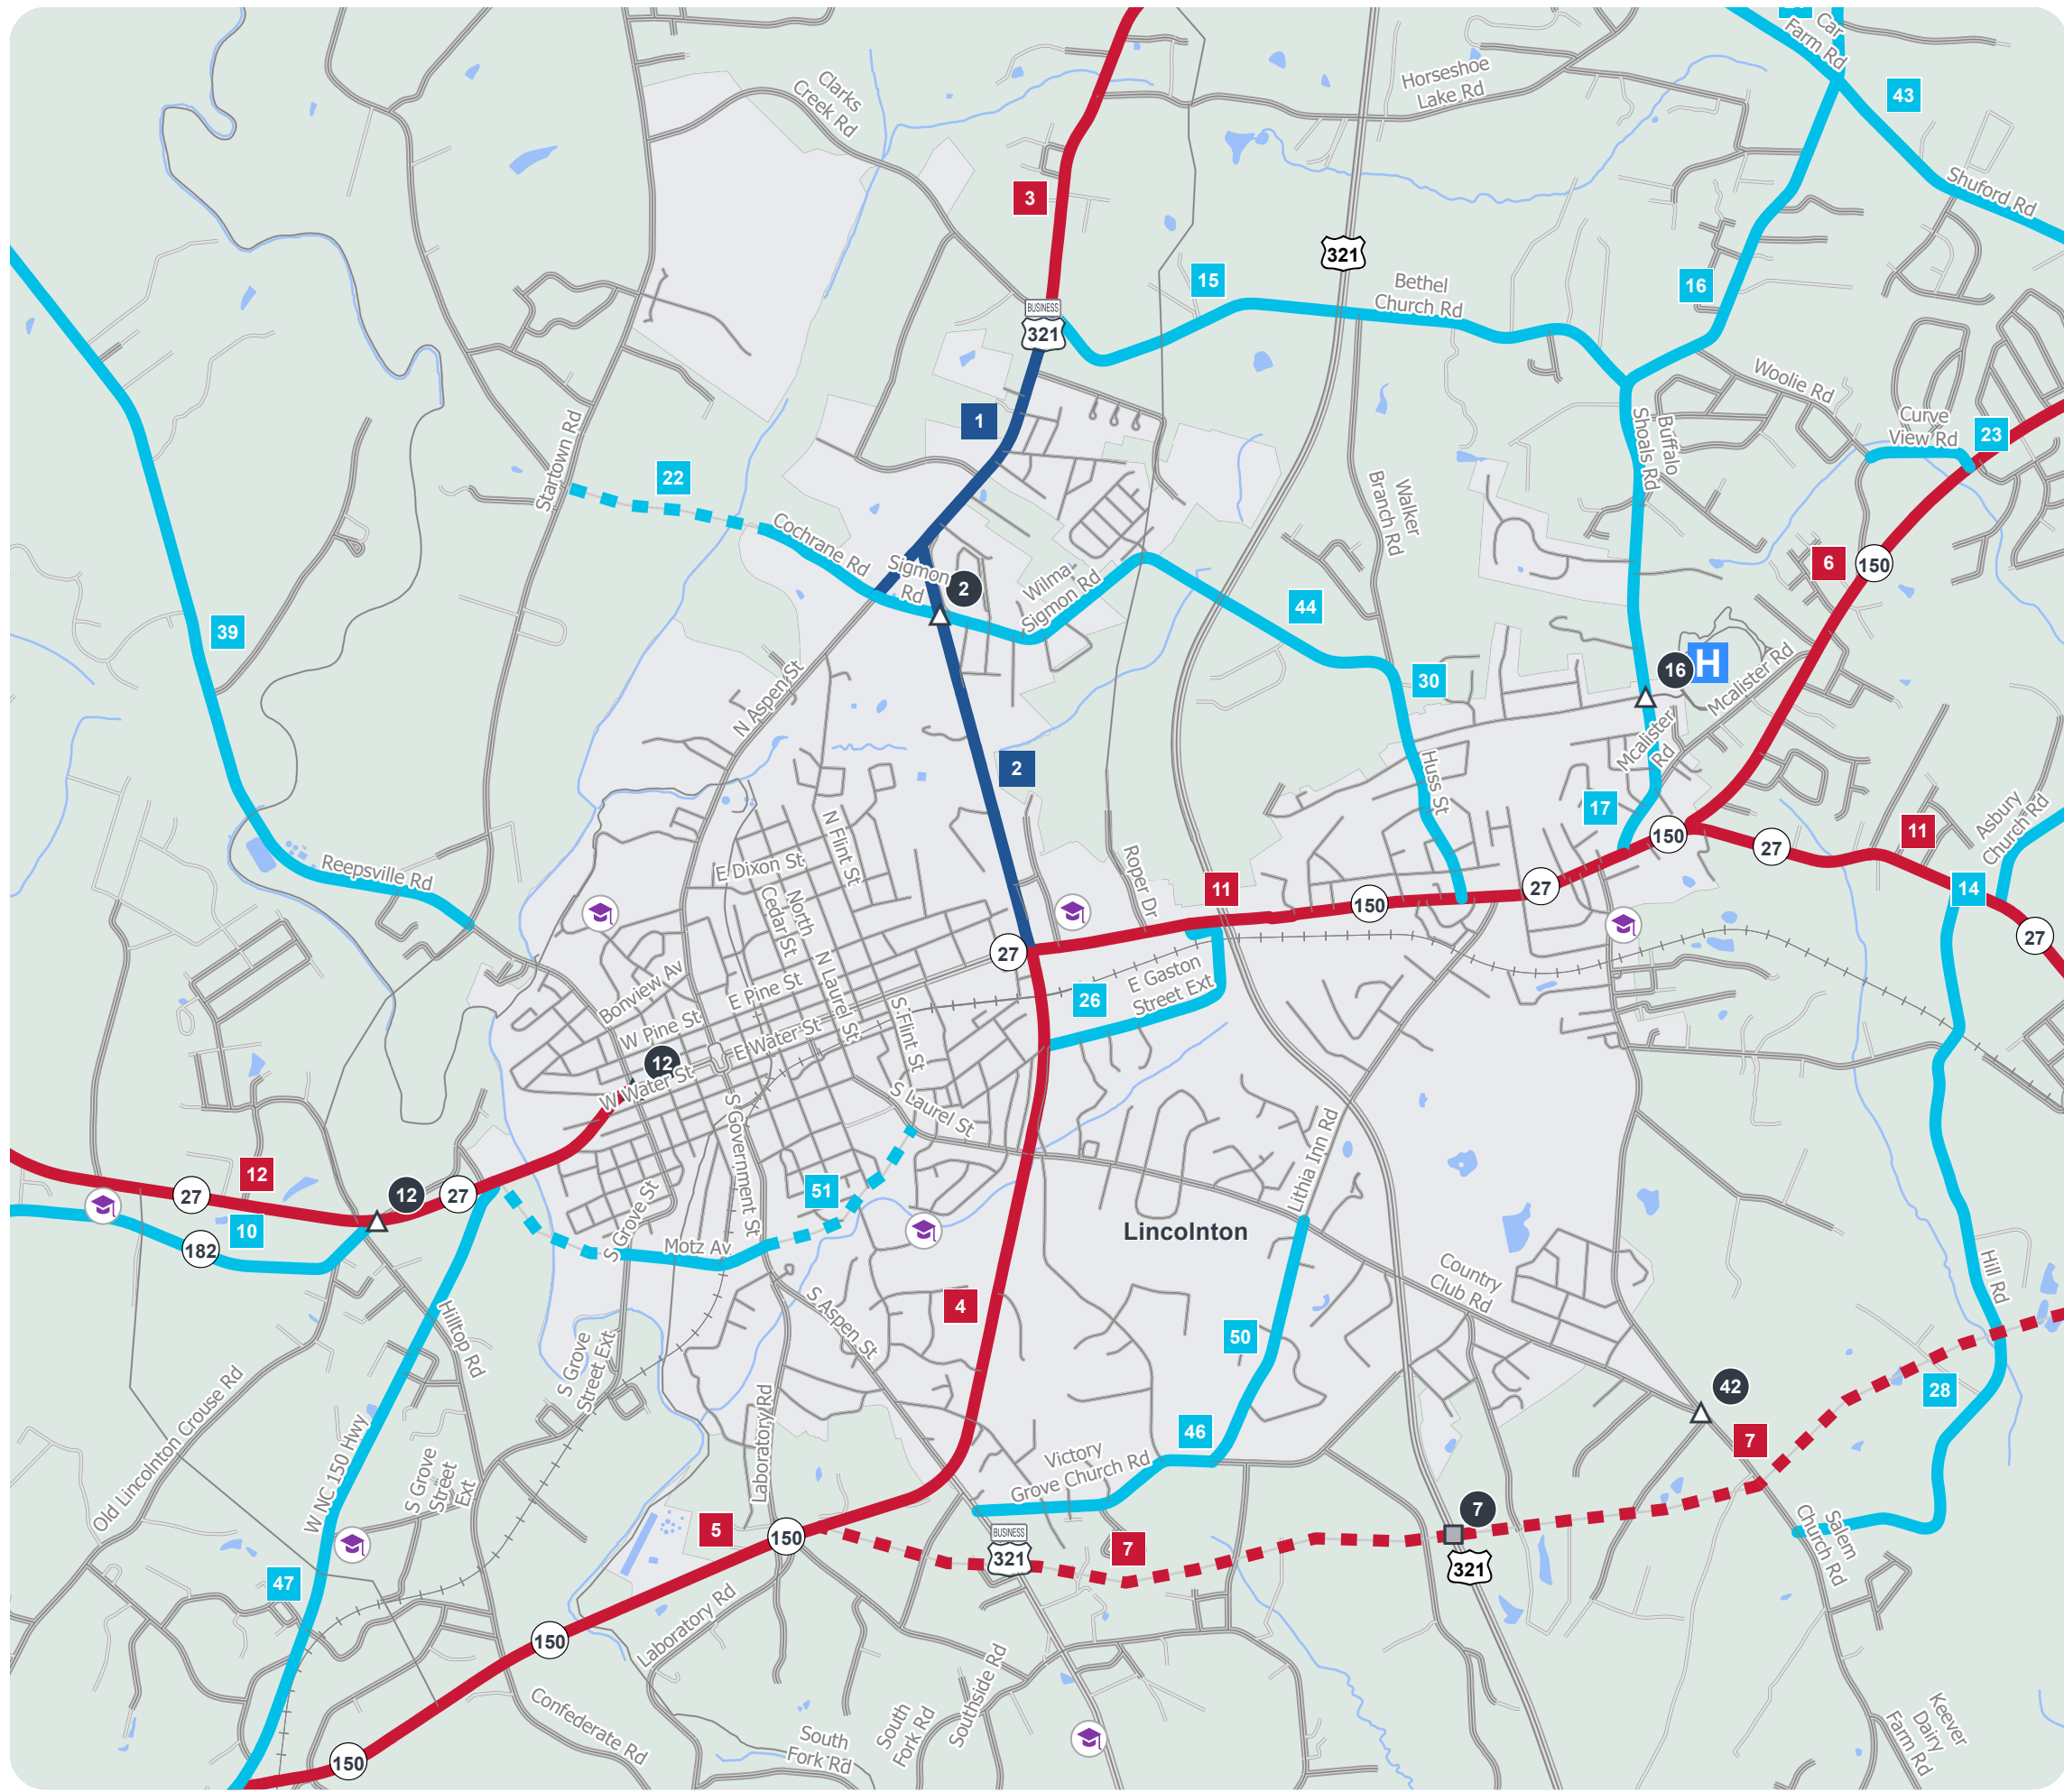 Car
Farm Rd
43
Clarks
Creek Rd
Horseshoe
Lake Rd
3
Shuford Rd
321
15
Bethel
Church Rd
16
BUSINESS
321
1
Woolie Rd
Curve
View Rd
23
Startown Rd
22
Buffalo
Shoals Rd
Walker
Branch Rd
Cochrane Rd
Sigmon
Rd
2
Wilma
Sigmon Rd
6
150
44
39
30
16
H
Mcalister Rd
N Aspen St
Mcalister
Rd
2
Huss St
17
150
27
11
Asbury
Church Rd
N Flint St
E Dixon St
Reepsville Rd
Roper Dr
11
150
27
14
27
North
Cedar St
27
N Laurel St
Bonview Av
E Pine St
26
E Gaston
Street Ext
W Pine St
E Water St
S Flint St
12
W Water St
S Laurel St
S Government St
Lithia Inn Rd
12
27
12
27
51
10
182
S Grove St
Motz Av
Lincolnton
Country
Club Rd
Hill Rd
Hilltop Rd
S Aspen St
4
50
S Grove
Street Ext
Old Lincolnton Crouse Rd
42
28
W NC 150 Hwy
Laboratory Rd
46
7
Victory
Grove Church Rd
S Grove
Street
Ext
7
5
150
BUSINESS
321
7
321
Salem
Church Rd
47
Laboratory Rd
150
Southside Rd
Confederate Rd
South
Fork Rd
South
Fork Rd
Keever
Dairy
Farm Rd
150